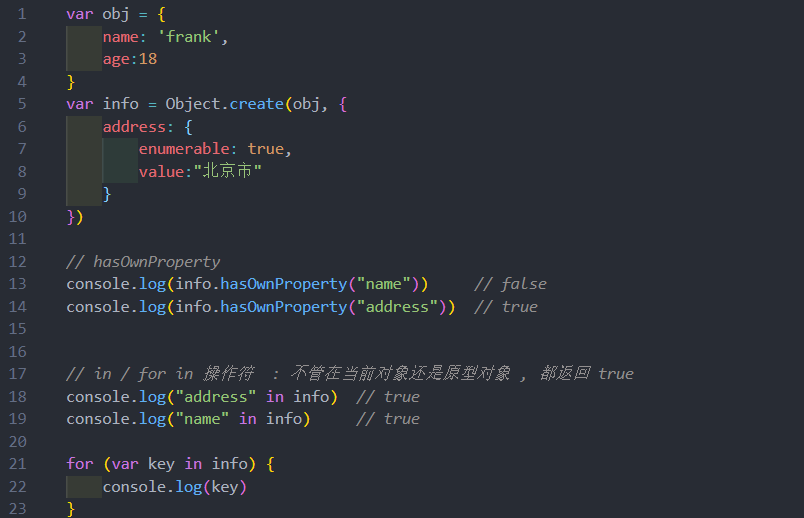 1 var obj = {
2 name: 'frank',
3 age:18
4 }
5 var info = Object.create(obj, {
6 address: {
7 enumerable: true,
8 value:"北京市"
9 }
10 })
11
12 // hasOwnProperty
13 console.log(info.hasOwnProperty("name")) // false
14 console.log(info.hasOwnProperty("address")) // true
15
16
17 // in / for in 操作符 : 不管在当前对象还是原型对象 , 都返回 true
18 console.log("address" in info) // true
19 console.log("name" in info) // true
20
21 for (var key in info) {
22 console.log(key)
23 }